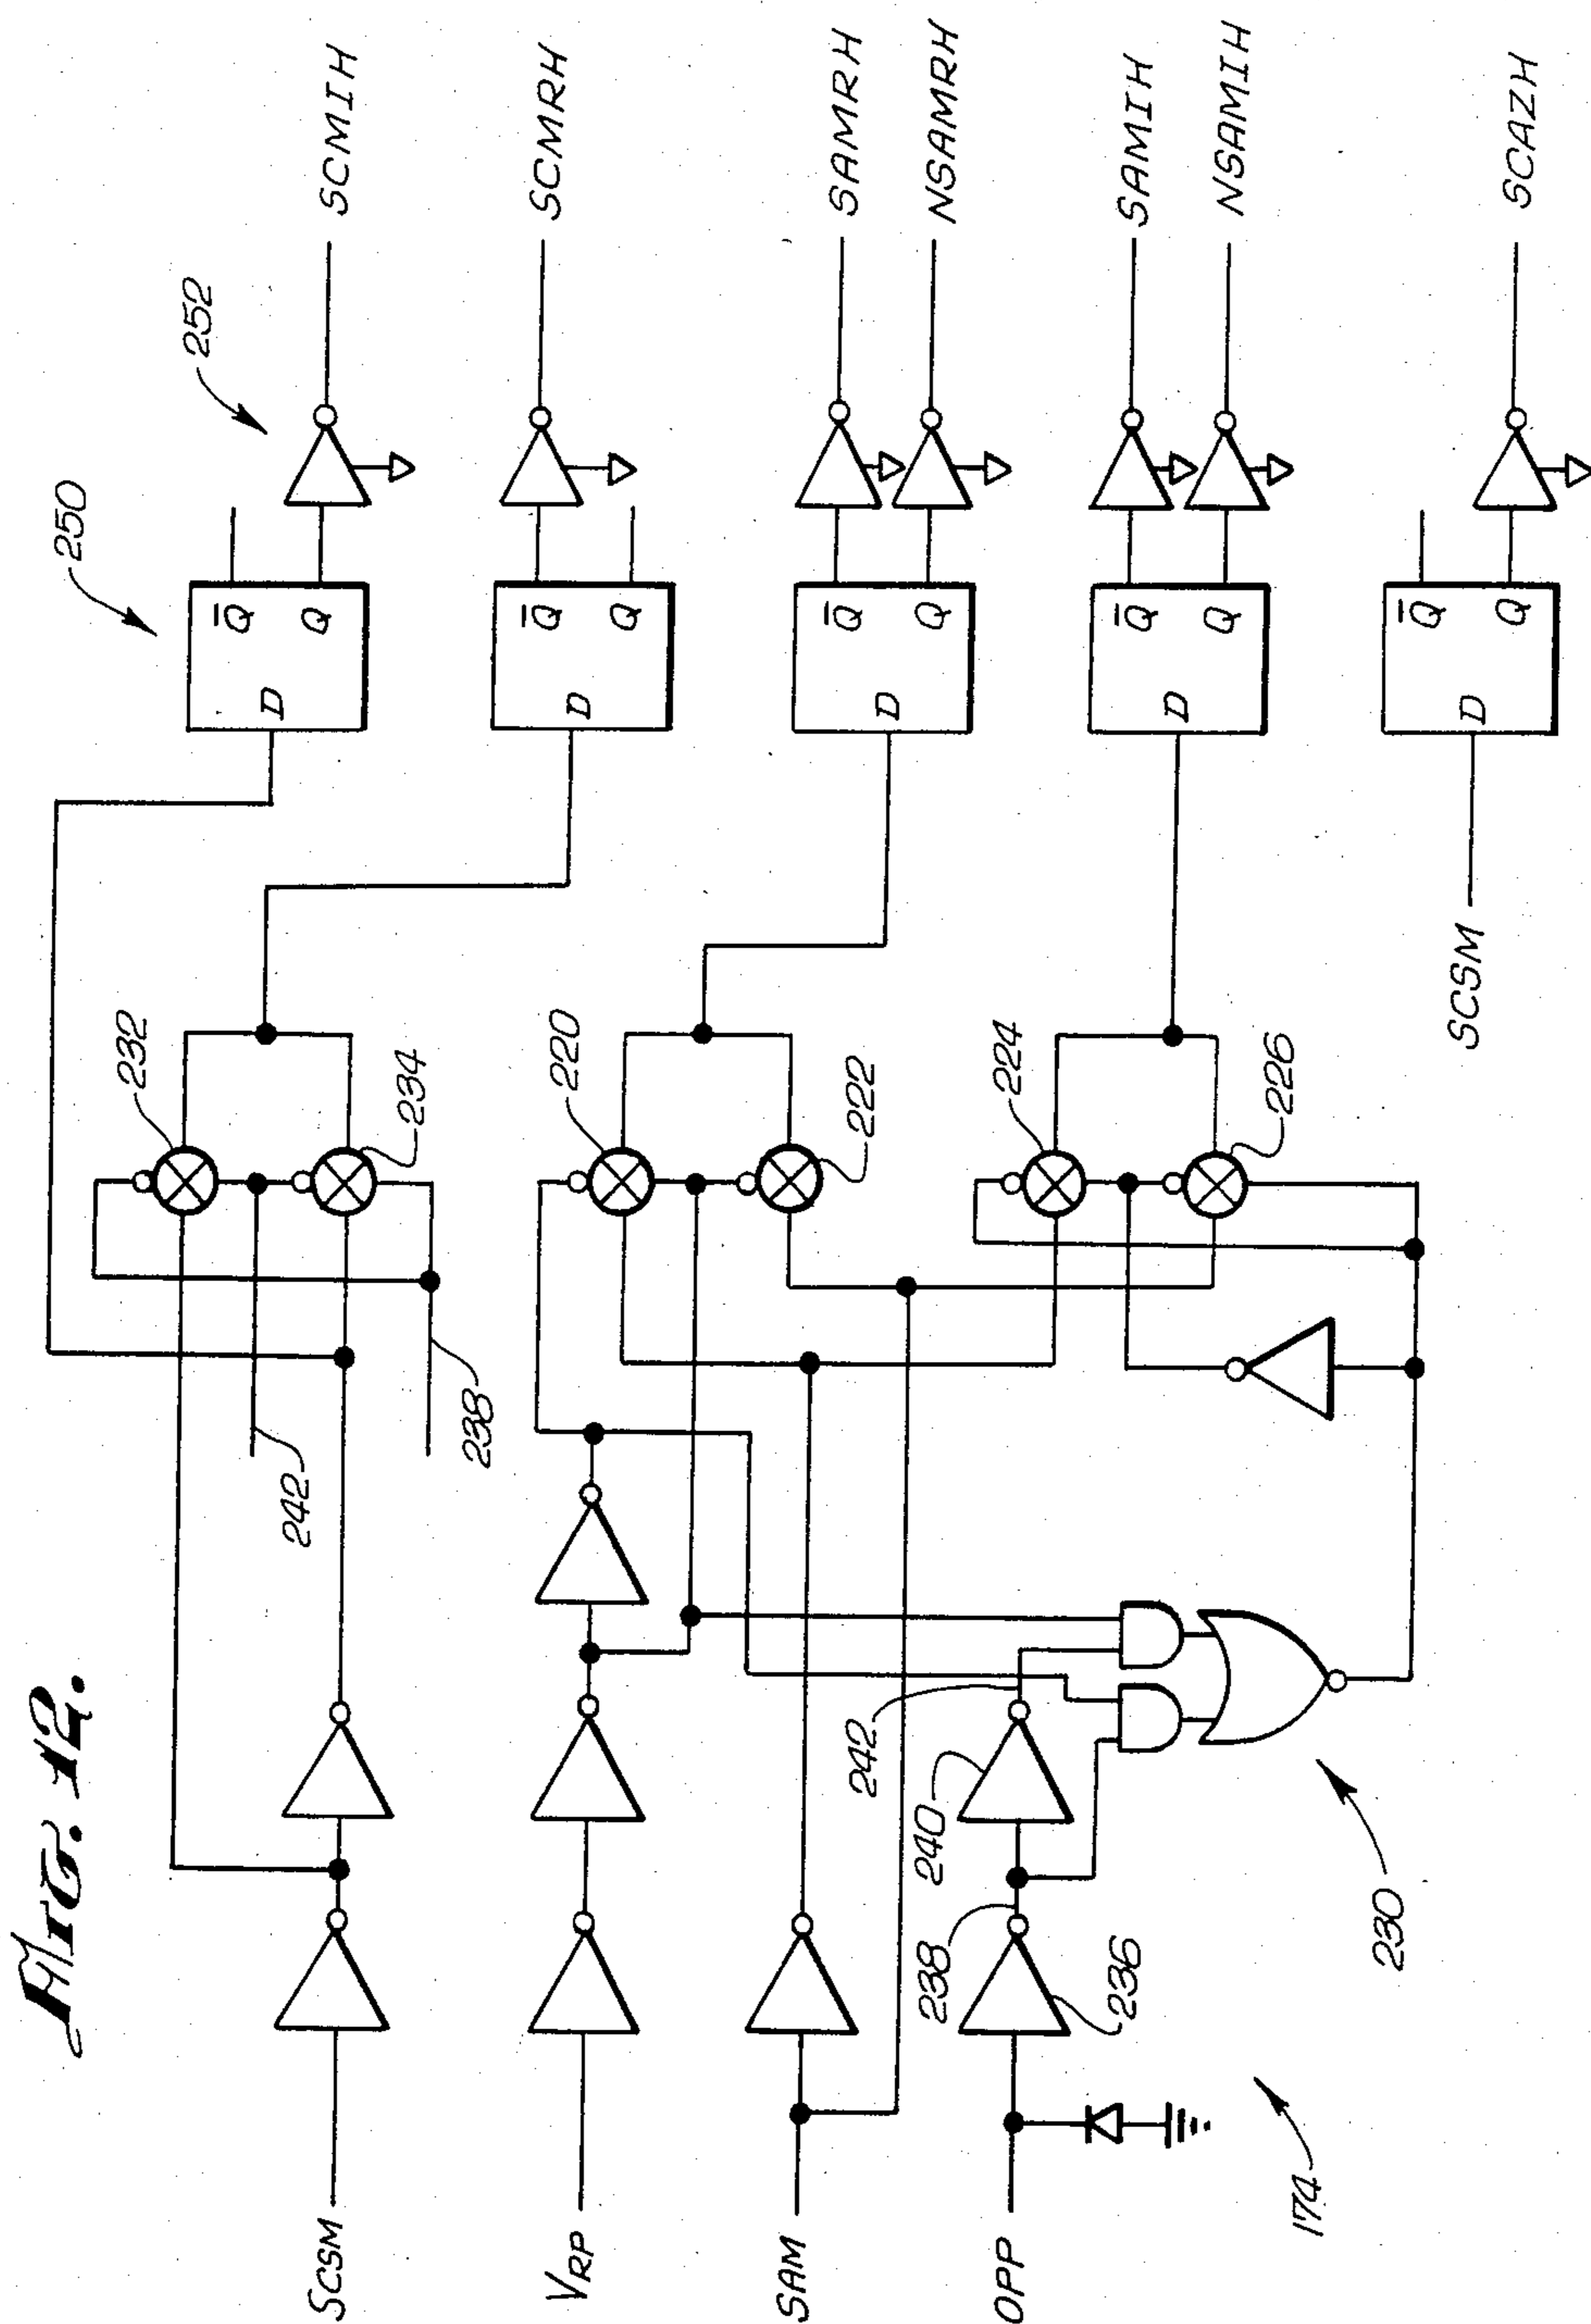 FIG. 12.
SCSM
VRP
SAM
OPP
174
230
236
238
240
242
242
238
232
234
220
222
224
226
250
252
D
Q̅
Q
SCMIH
D
Q̅
Q
SCMRH
D
Q̅
Q
SAMRH
NSAMRH
D
Q̅
Q
SAMIH
NSAMIH
SCSM
D
Q̅
Q
SCAZH